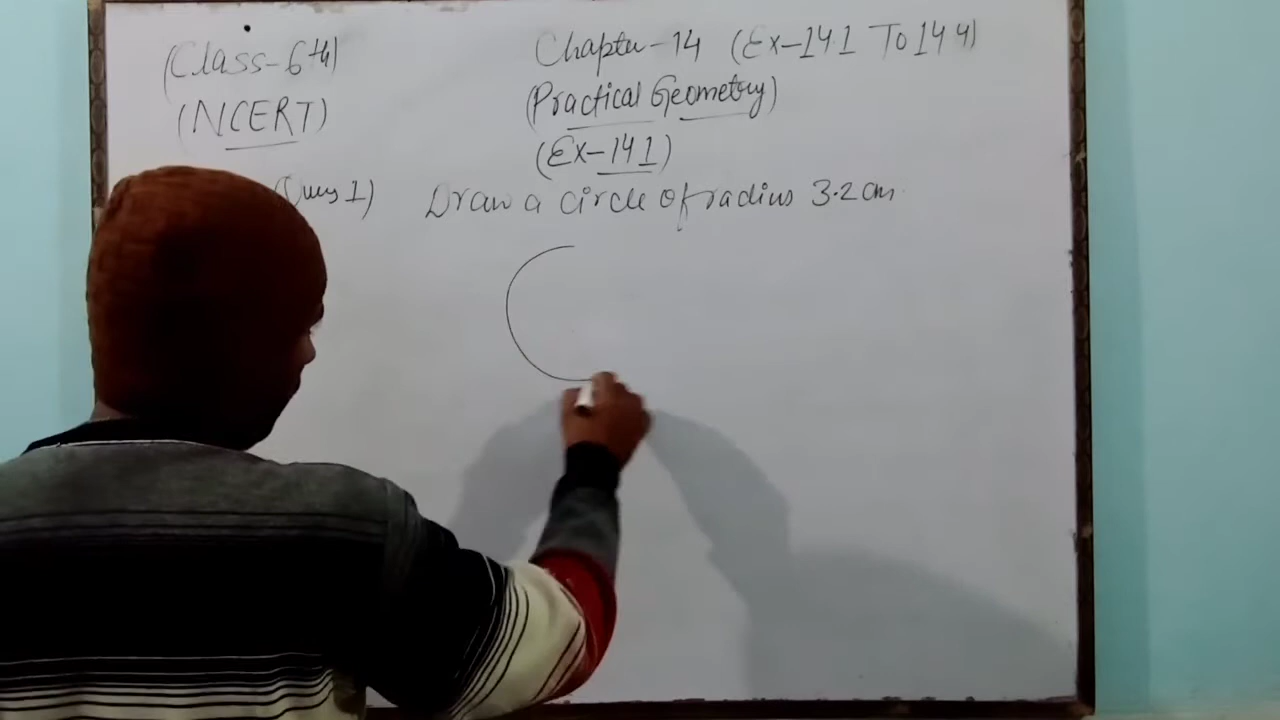 (Class-6th)
(NCERT)
Chapter-14 (Ex-14.1 To 14.4)
(Practical Geometry)
(Ex-14.1)
Ques 1) Draw a circle of radius 3.2 cm.